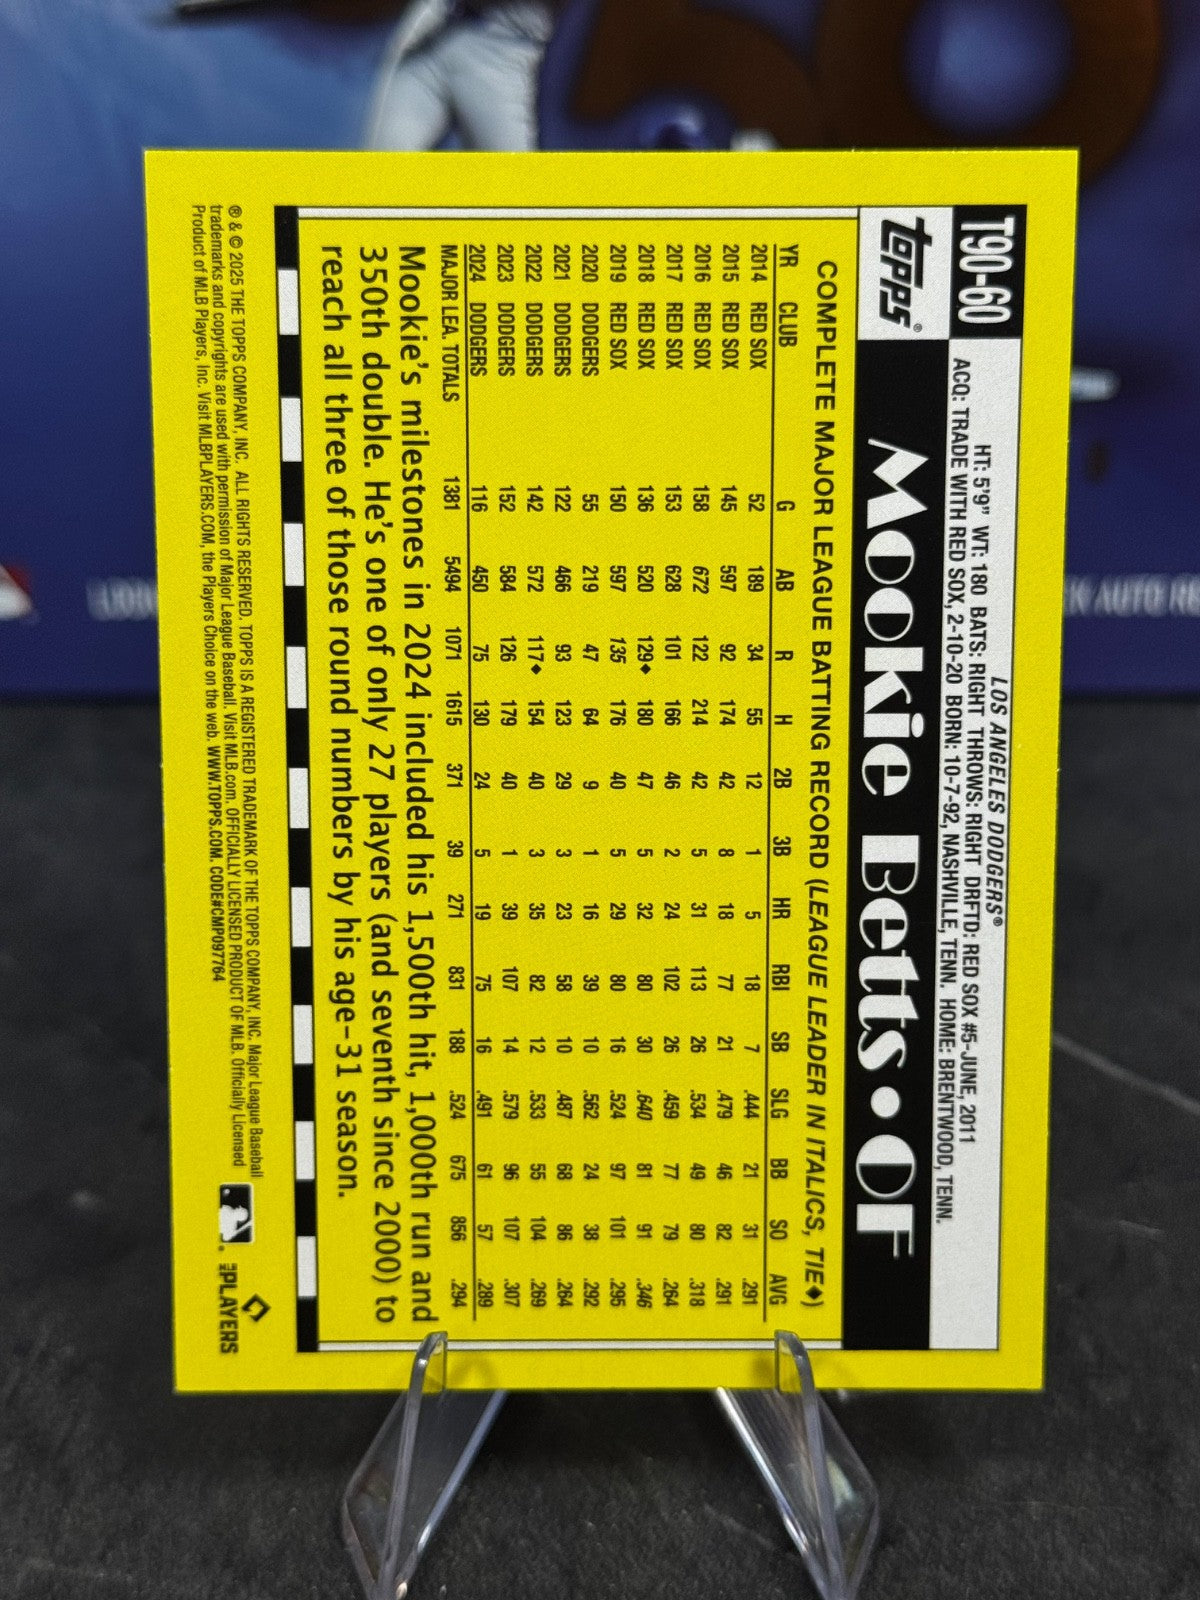 T90-60
LOS ANGELES DODGERS®
HT: 5'9" WT: 180 BATS: RIGHT THROWS: RIGHT DRFTD: RED SOX #5-JUNE, 2011
ACQ: TRADE WITH RED SOX, 2-10-20 BORN: 10-7-92, NASHVILLE, TENN. HOME: BRENTWOOD, TENN.
topps® Mookie Betts • OF
COMPLETE MAJOR LEAGUE BATTING RECORD (LEAGUE LEADER IN ITALICS, TIE♦)
YR CLUB G AB R H 2B 3B HR RBI SB SLG BB SO AVG
2014 RED SOX 52 189 34 55 12 1 5 18 7 .444 21 31 .291
2015 RED SOX 145 597 92 174 42 8 18 77 21 .479 46 82 .291
2016 RED SOX 158 672 122 214 42 5 31 113 26 .534 49 80 .318
2017 RED SOX 153 628 101 166 46 2 24 102 26 .459 77 79 .264
2018 RED SOX 136 520 129♦ 180 47 5 32 80 30 .640 81 91 .346
2019 RED SOX 150 597 135 176 40 5 29 80 16 .524 97 101 .295
2020 DODGERS 55 219 47 64 9 1 16 39 10 .562 24 38 .292
2021 DODGERS 122 466 93 123 29 3 23 58 10 .487 68 86 .264
2022 DODGERS 142 572 117♦ 154 40 3 35 82 12 .533 55 104 .269
2023 DODGERS 152 584 126 179 40 1 39 107 14 .579 96 107 .307
2024 DODGERS 116 450 75 130 24 5 19 75 16 .491 61 57 .289
MAJOR LEA. TOTALS 1381 5494 1071 1615 371 39 271 831 188 .524 675 856 .294
Mookie's milestones in 2024 included his 1,500th hit, 1,000th run and
350th double. He's one of only 27 players (and seventh since 2000) to
reach all three of those round numbers by his age-31 season.
® & © 2025 THE TOPPS COMPANY, INC. ALL RIGHTS RESERVED. TOPPS IS A REGISTERED TRADEMARK OF THE TOPPS COMPANY, INC. Major League Baseball
trademarks and copyrights are used with permission of Major League Baseball. Visit MLB.com. OFFICIALLY LICENSED PRODUCT OF MLB. Officially Licensed
Product of MLB Players, Inc. Visit MLBPLAYERS.COM, the Players Choice on the web. WWW.TOPPS.COM. CODE#CMP097764
MLB PLAYERS
CK AUTO RE